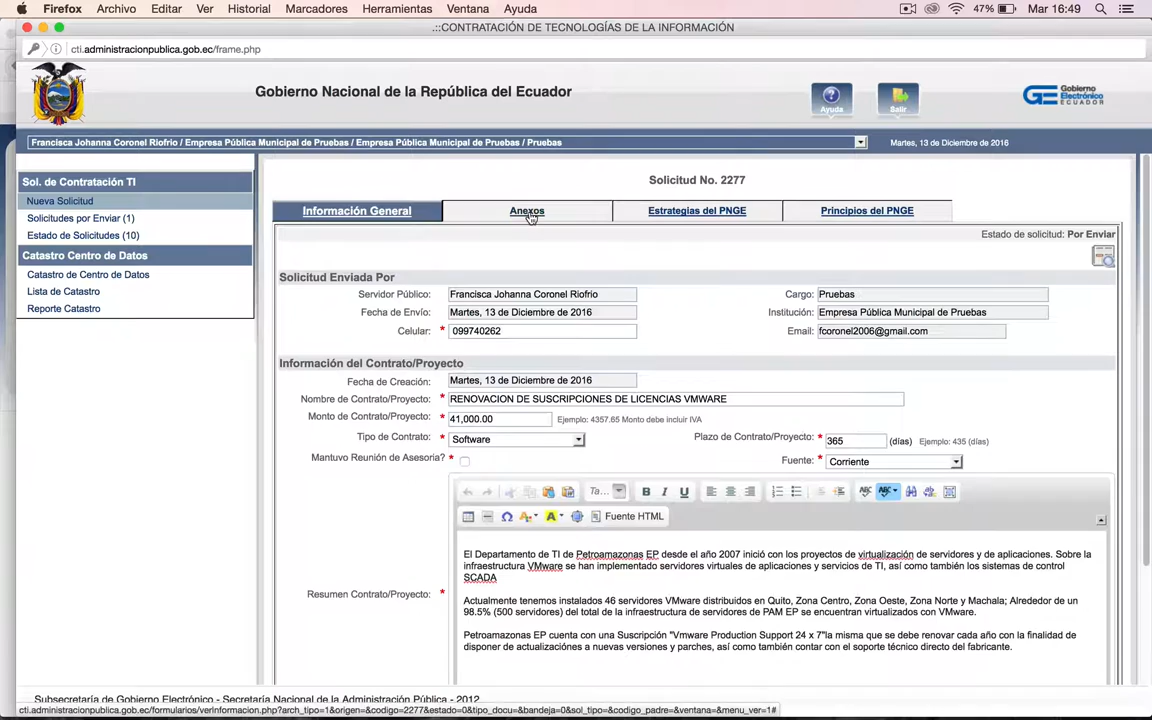 Firefox Archivo Editar Ver Historial Marcadores Herramientas Ventana Ayuda 47% Mar 16:49
.::CONTRATACIÓN DE TECNOLOGÍAS DE LA INFORMACIÓN
cti.administracionpublica.gob.ec/frame.php
Gobierno Nacional de la República del Ecuador
Ayuda Salir
GE Gobierno Electrónico ECUADOR
Francisca Johanna Coronel Riofrio / Empresa Pública Municipal de Pruebas / Empresa Pública Municipal de Pruebas / Pruebas
Martes, 13 de Diciembre de 2016
Sol. de Contratación TI
Nueva Solicitud
Solicitudes por Enviar (1)
Estado de Solicitudes (10)
Catastro Centro de Datos
Catastro de Centro de Datos
Lista de Catastro
Reporte Catastro
Solicitud No. 2277
Información General Anexos Estrategias del PNGE Principios del PNGE
Estado de solicitud: Por Enviar
Solicitud Enviada Por
Servidor Público: Francisca Johanna Coronel Riofrio Cargo: Pruebas
Fecha de Envío: Martes, 13 de Diciembre de 2016 Institución: Empresa Pública Municipal de Pruebas
Celular: * 099740262 Email: fcoronel2006@gmail.com
Información del Contrato/Proyecto
Fecha de Creación: Martes, 13 de Diciembre de 2016
Nombre de Contrato/Proyecto: * RENOVACION DE SUSCRIPCIONES DE LICENCIAS VMWARE
Monto de Contrato/Proyecto: * 41,000.00 Ejemplo: 4357.65 Monto debe incluir IVA
Tipo de Contrato: * Software Plazo de Contrato/Proyecto: * 365 (días) Ejemplo: 435 (días)
Mantuvo Reunión de Asesoria? * Fuente: * Corriente
Ta... B I U ABC ABC
Fuente HTML
El Departamento de TI de Petroamazonas EP desde el año 2007 inició con los proyectos de virtualización de servidores y de aplicaciones. Sobre la
infraestructura VMware se han implementado servidores virtuales de aplicaciones y servicios de TI, así como también los sistemas de control
SCADA
Resumen Contrato/Proyecto: *
Actualmente tenemos instalados 46 servidores VMware distribuidos en Quito, Zona Centro, Zona Oeste, Zona Norte y Machala; Alrededor de un
98.5% (500 servidores) del total de la infraestructura de servidores de PAM EP se encuentran virtualizados con VMware.
Petroamazonas EP cuenta con una Suscripción "Vmware Production Support 24 x 7"la misma que se debe renovar cada año con la finalidad de
disponer de actualizaciónes a nuevas versiones y parches, así como también contar con el soporte técnico directo del fabricante.
Subsecretaría de Gobierno Electrónico - Secretaría Nacional de la Administración Pública - 2012
cti.administracionpublica.gob.ec/formularios/verInformacion.php?arch_tipo=1&origen=&codigo=2277&estado=0&tipo_docu=&bandeja=0&sol_tipo=&codigo_padre=&ventana=&menu_ver=1#